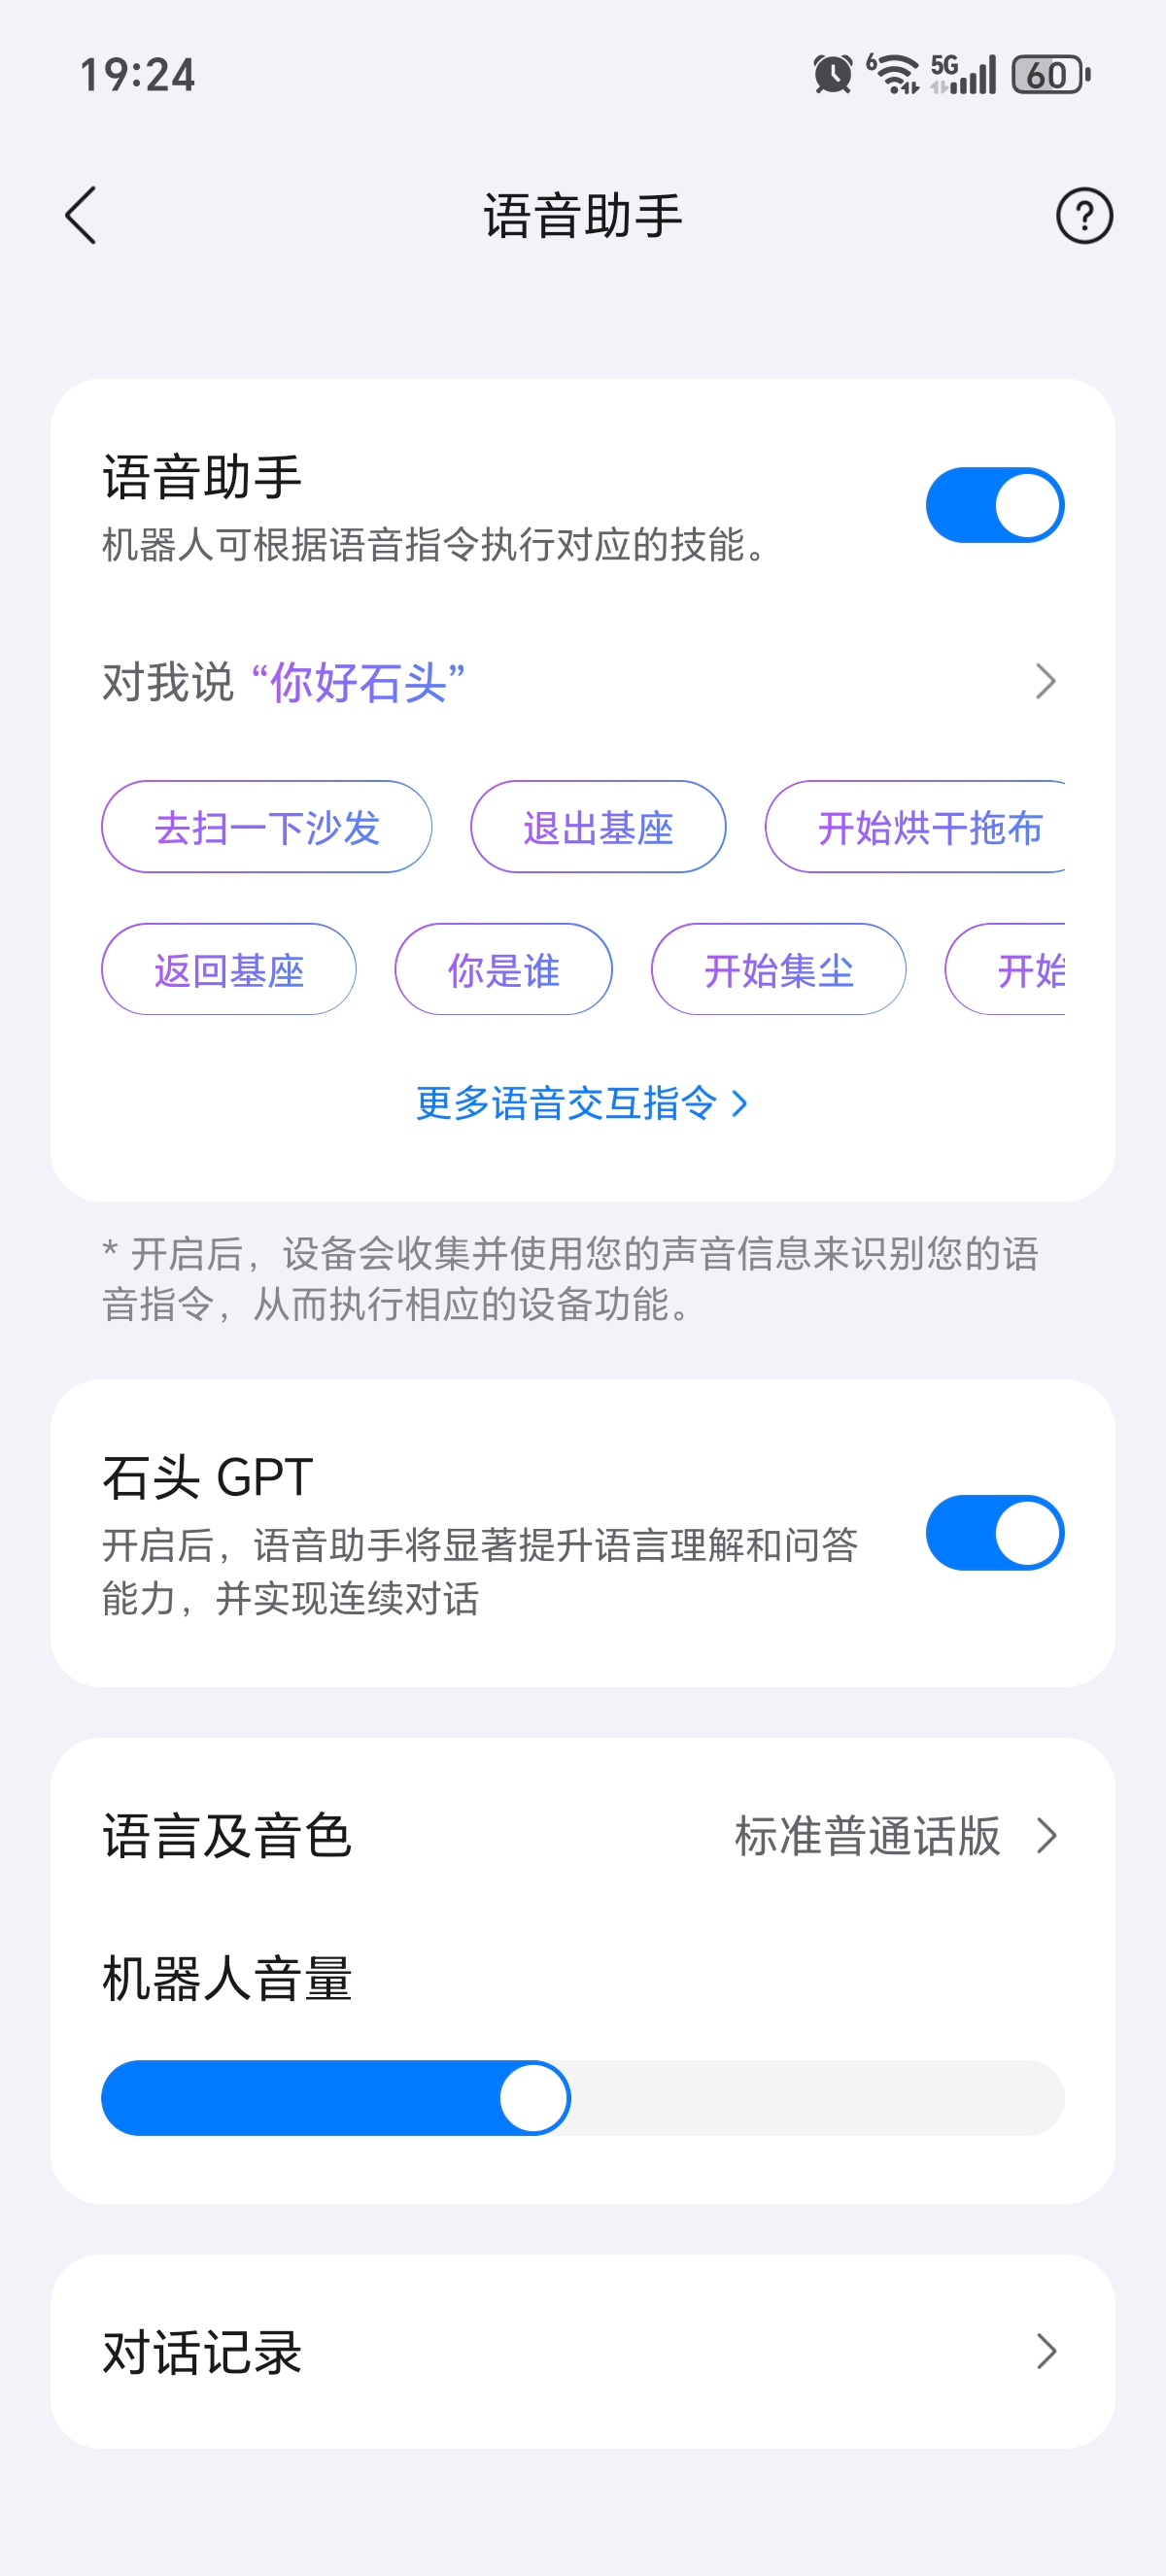 19:24
6 5G 60
语音助手 ?
语音助手
机器人可根据语音指令执行对应的技能。
对我说 “你好石头”
去扫一下沙发 退出基座 开始烘干拖布
返回基座 你是谁 开始集尘 开始
更多语音交互指令
* 开启后，设备会收集并使用您的声音信息来识别您的语
音指令，从而执行相应的设备功能。
石头 GPT
开启后，语音助手将显著提升语言理解和问答
能力，并实现连续对话
语言及音色 标准普通话版
机器人音量
对话记录